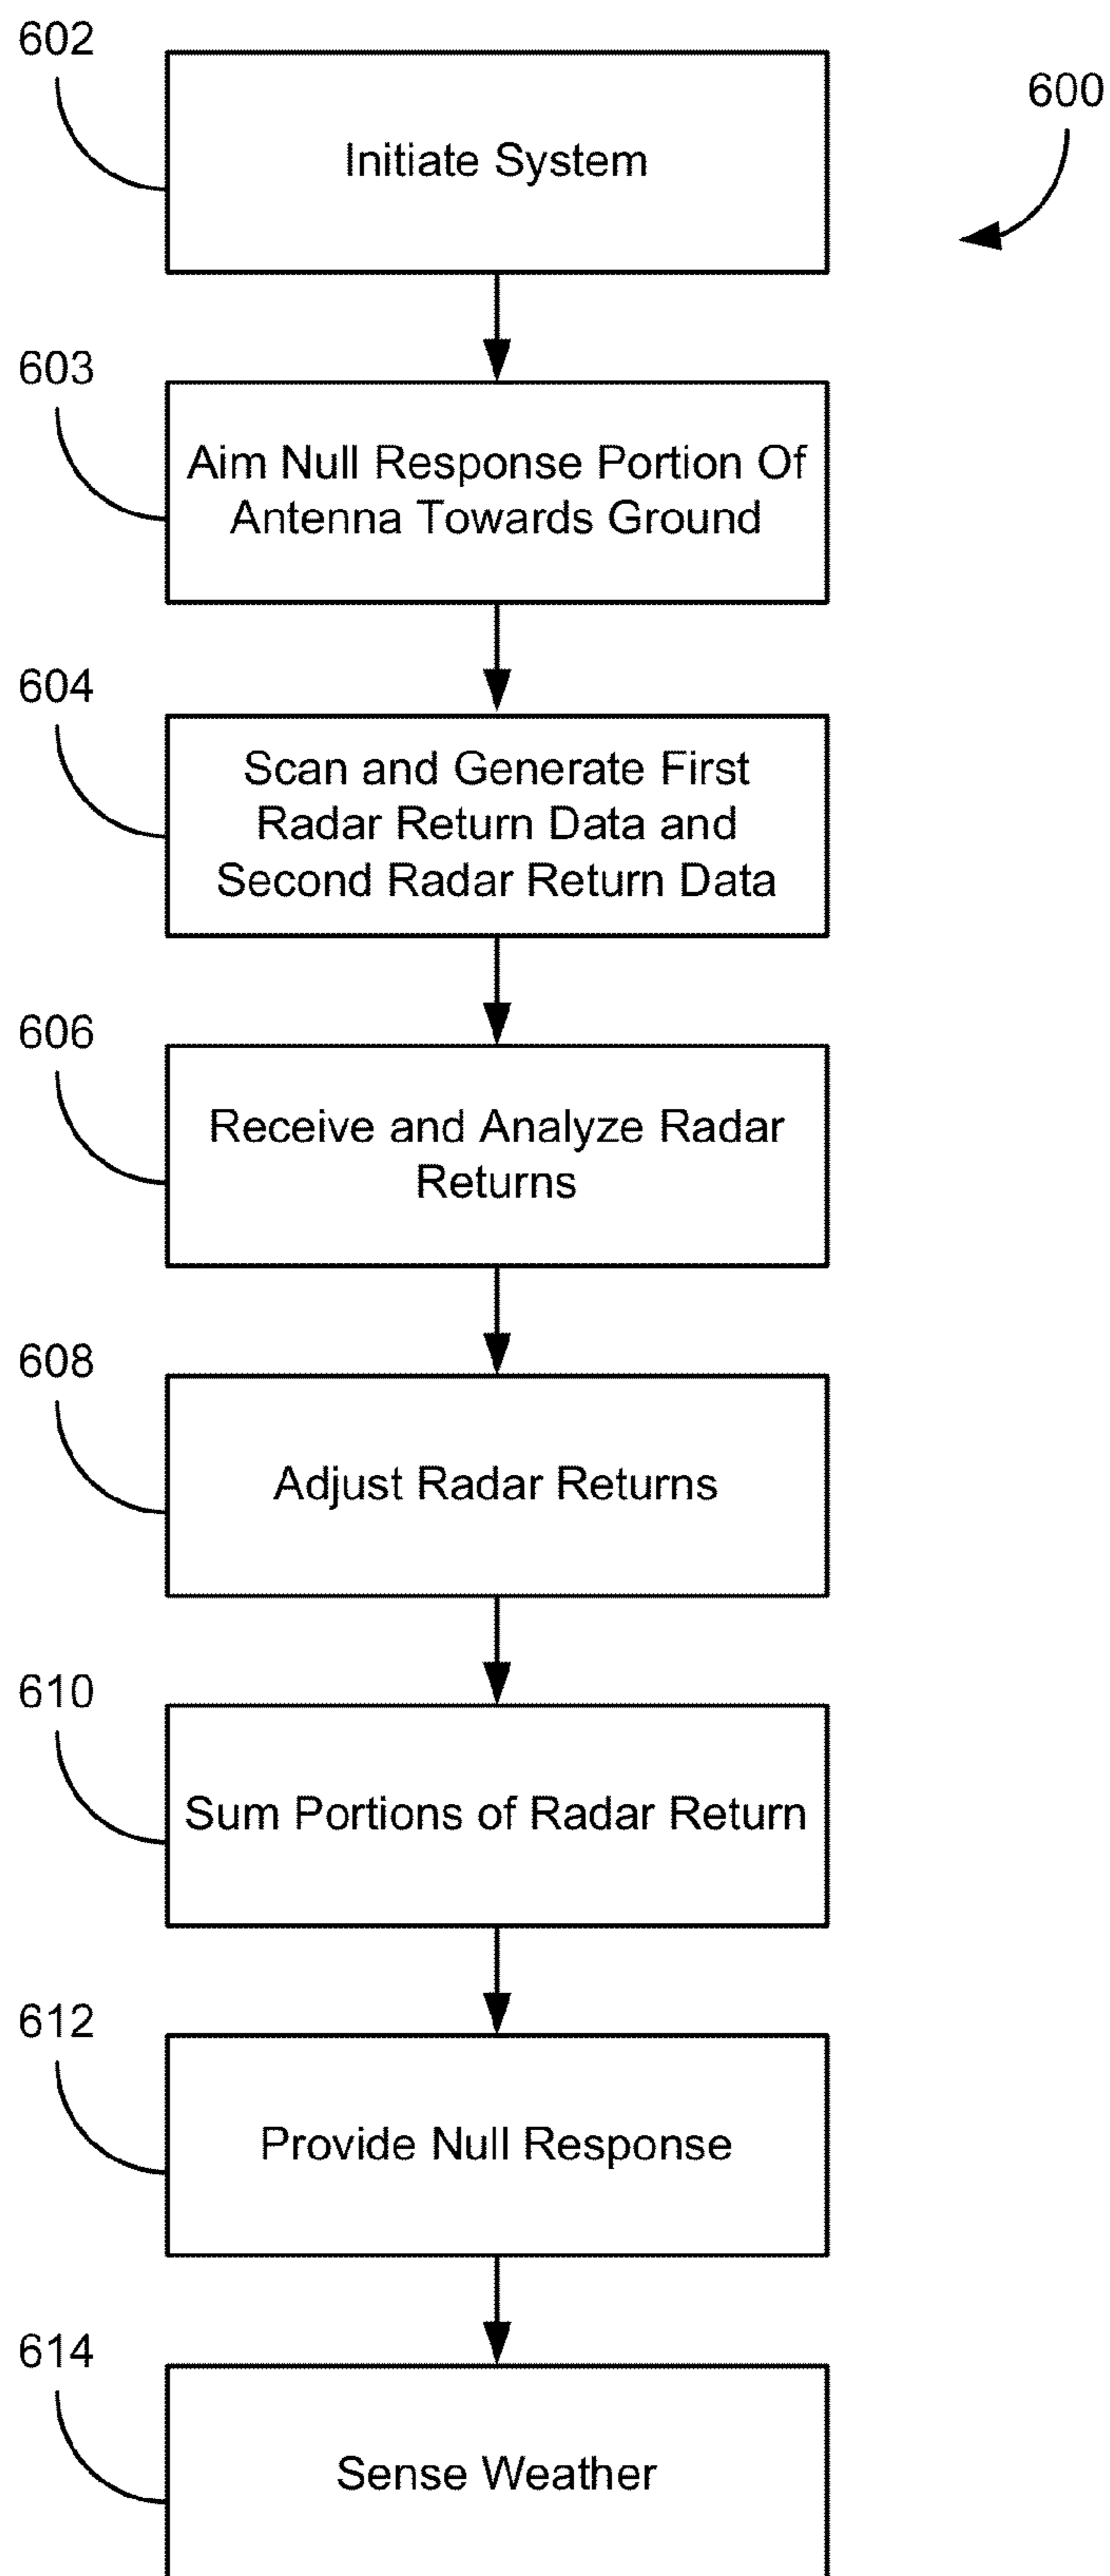 602
600
Initiate System
603
Aim Null Response Portion Of
Antenna Towards Ground
604
Scan and Generate First
Radar Return Data and
Second Radar Return Data
606
Receive and Analyze Radar
Returns
608
Adjust Radar Returns
610
Sum Portions of Radar Return
612
Provide Null Response
614
Sense Weather